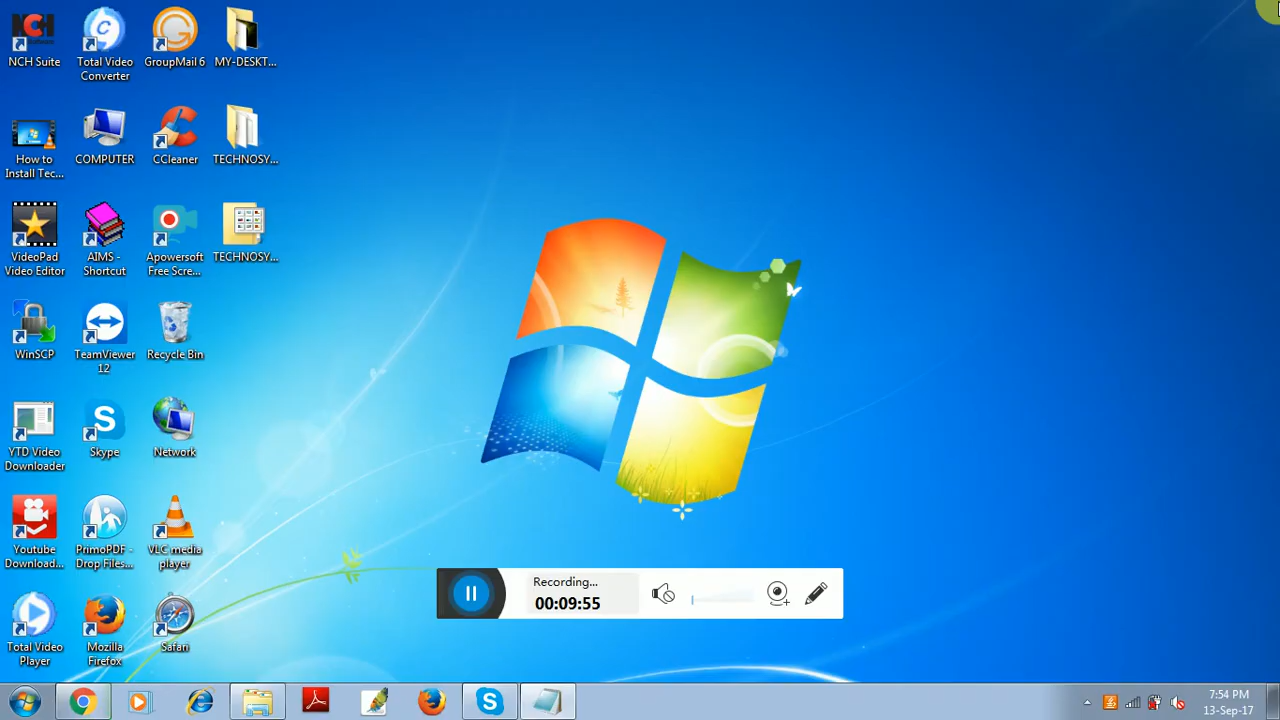 NCH
NCH Suite
Total Video
Converter
GroupMail 6
MY-DESKT...
How to
Install Tec...
COMPUTER
CCleaner
TECHNOSY...
VideoPad
Video Editor
AIMS -
Shortcut
Apowersoft
Free Scre...
TECHNOSY...
WinSCP
TeamViewer
12
Recycle Bin
YTD Video
Downloader
Skype
Network
Youtube
Download...
PrimoPDF -
Drop Files...
VLC media
player
Total Video
Player
Mozilla
Firefox
Safari
Recording...
00:09:55
7:54 PM
13-Sep-17